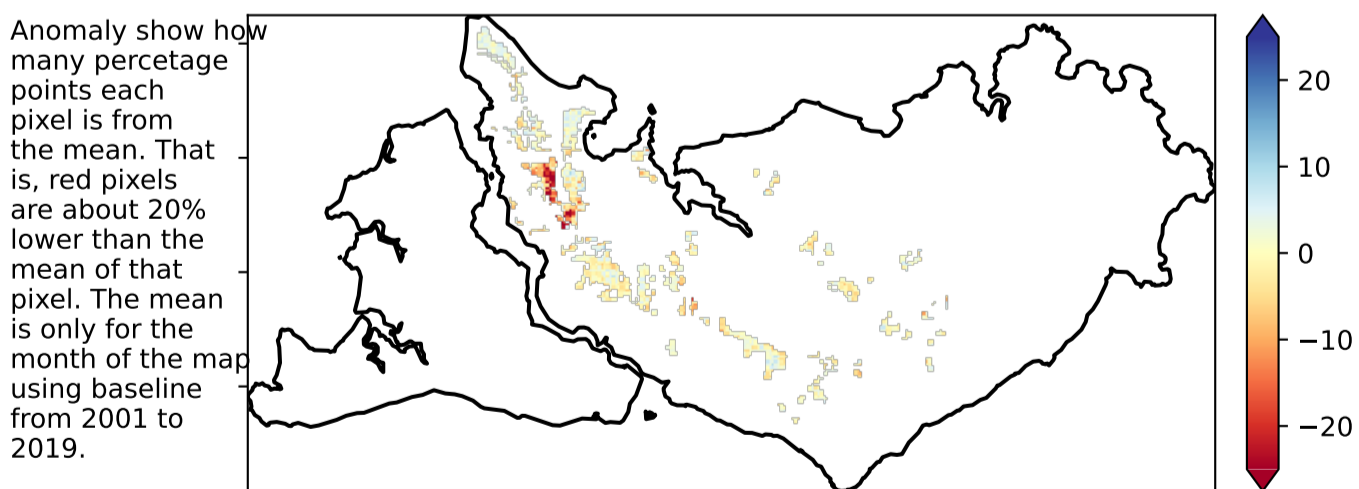 Anomaly show how
many percetage
points each
pixel is from
the mean. That
is, red pixels
are about 20%
lower than the
mean of that
pixel. The mean
is only for the
month of the map
using baseline
from 2001 to
2019.
20
10
0
−10
−20